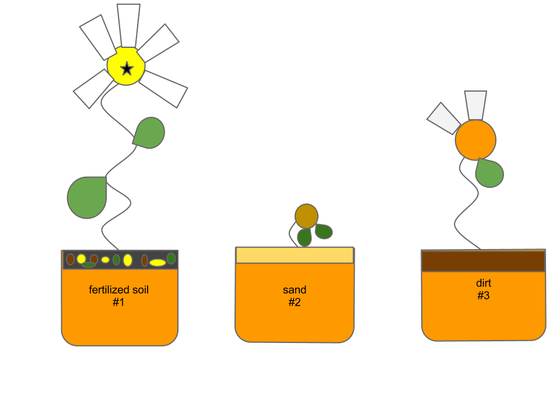 fertilized soil
#1
sand
#2
dirt
#3